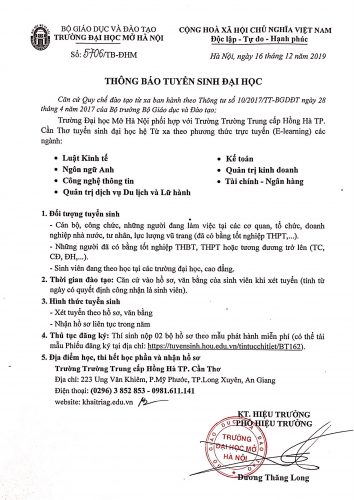 BỘ GIÁO DỤC VÀ ĐÀO TẠO
TRƯỜNG ĐẠI HỌC MỞ HÀ NỘI
CỘNG HOÀ XÃ HỘI CHỦ NGHĨA VIỆT NAM
Độc lập - Tự do - Hạnh phúc
Số: 5706/TB-ĐHM
Hà Nội, ngày 16 tháng 12 năm 2019
THÔNG BÁO TUYỂN SINH ĐẠI HỌC
Căn cứ Quy chế đào tạo từ xa ban hành theo Thông tư số 10/2017/TT-BGDĐT ngày 28
tháng 4 năm 2017 của Bộ trưởng Bộ Giáo dục và Đào tạo;
Trường Đại học Mở Hà Nội phối hợp với Trường Trường Trung cấp Hồng Hà TP.
Cần Thơ tuyển sinh đại học hệ Từ xa theo phương thức trực tuyến (E-learning) các
ngành:
• Luật Kinh tế
• Ngôn ngữ Anh
• Công nghệ thông tin
• Quản trị dịch vụ Du lịch và Lữ hành
• Kế toán
• Quản trị kinh doanh
• Tài chính - Ngân hàng
1. Đối tượng tuyển sinh
- Cán bộ, công chức, những người đang làm việc tại các cơ quan, tổ chức, doanh
nghiệp nhà nước, tư nhân, lực lượng vũ trang (đã có bằng tốt nghiệp THPT,...).
- Những người đã có bằng tốt nghiệp THBT, THPT hoặc tương đương trở lên (TC,
CĐ, ĐH,...).
- Sinh viên đang theo học tại các trường đại học, cao đẳng.
2. Thời gian đào tạo: Căn cứ vào hồ sơ, văn bằng của sinh viên khi xét tuyển (tính từ
ngày có quyết định công nhận là sinh viên).
3. Hình thức tuyển sinh
- Xét tuyển theo hồ sơ, văn bằng
- Nhận hồ sơ liên tục trong năm
4. Thủ tục đăng ký: Thí sinh nộp 02 bộ hồ sơ theo mẫu phát hành miễn phí (có thể tải
mẫu Phiếu đăng ký tại địa chỉ: https://tuyensinh.hou.edu.vn/tintucchitiet/BT162).
5. Địa điểm học, thi hết học phần và nhận hồ sơ
Trường Trường Trung cấp Hồng Hà TP. Cần Thơ
Địa chỉ: 223 Ung Văn Khiêm, P.Mỹ Phước, TP.Long Xuyên, An Giang
Điện thoại: (0296) 3 852 853 - 0981.611.141
website: khaitriag.edu.vn
KT. HIỆU TRƯỞNG
PHÓ HIỆU TRƯỞNG
TRƯỜNG
ĐẠI HỌC MỞ
HÀ NỘI
Dương Thăng Long